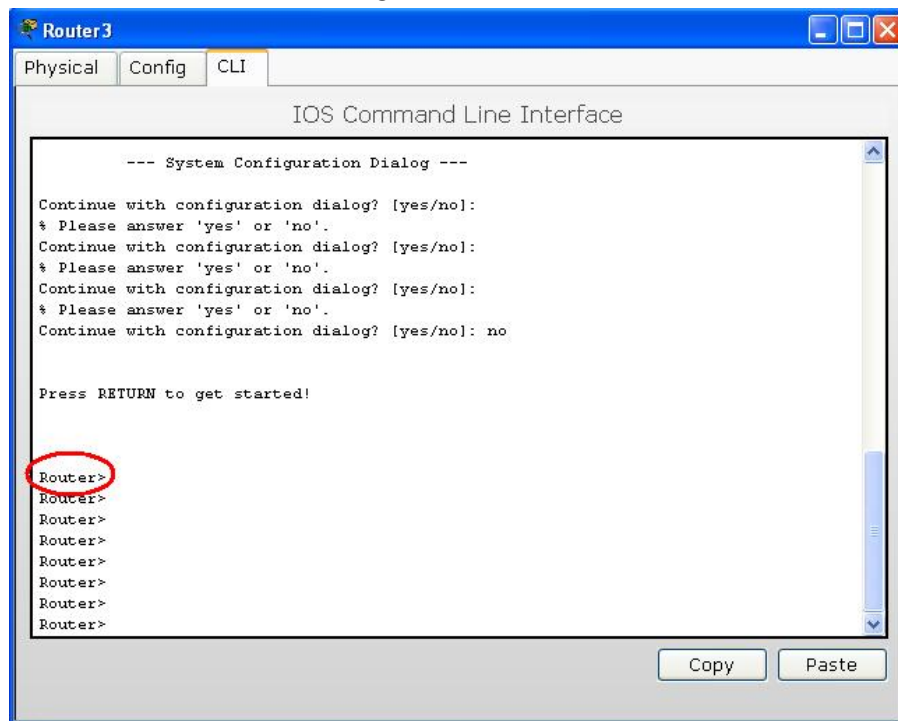 Router3
Physical Config CLI
IOS Command Line Interface
--- System Configuration Dialog ---
Continue with configuration dialog? [yes/no]:
% Please answer 'yes' or 'no'.
Continue with configuration dialog? [yes/no]:
% Please answer 'yes' or 'no'.
Continue with configuration dialog? [yes/no]:
% Please answer 'yes' or 'no'.
Continue with configuration dialog? [yes/no]: no
Press RETURN to get started!
Router>
Router>
Router>
Router>
Router>
Router>
Router>
Router>
Copy Paste